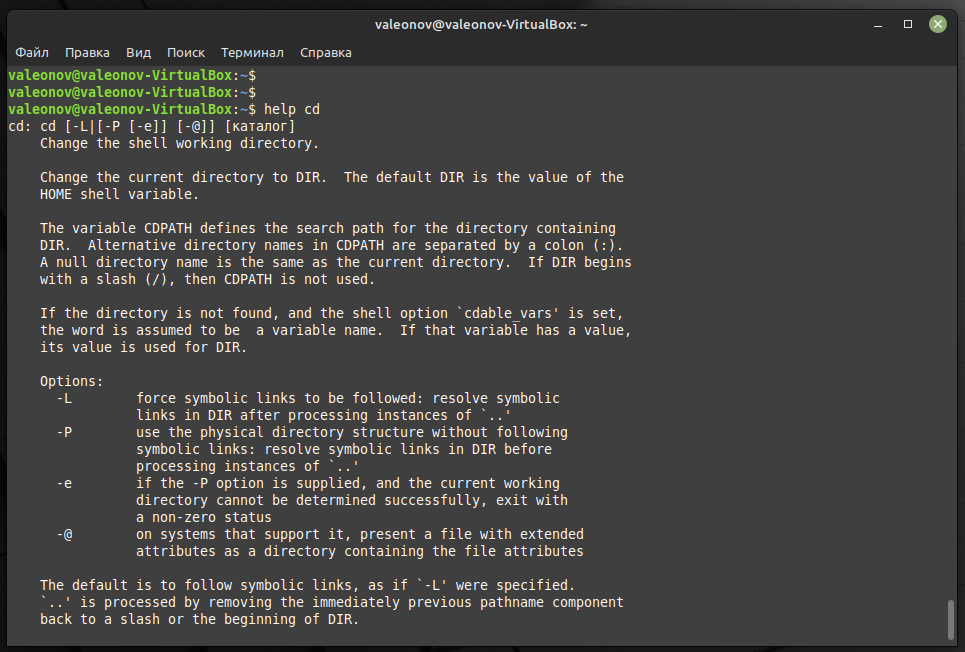 valeonov@valeonov-VirtualBox: ~
Файл Правка Вид Поиск Терминал Справка
valeonov@valeonov-VirtualBox:~$
valeonov@valeonov-VirtualBox:~$
valeonov@valeonov-VirtualBox:~$ help cd
cd: cd [-L|[-P [-e]] [-@]] [каталог]
    Change the shell working directory.

    Change the current directory to DIR.  The default DIR is the value of the
    HOME shell variable.

    The variable CDPATH defines the search path for the directory containing
    DIR.  Alternative directory names in CDPATH are separated by a colon (:).
    A null directory name is the same as the current directory.  If DIR begins
    with a slash (/), then CDPATH is not used.

    If the directory is not found, and the shell option `cdable_vars' is set,
    the word is assumed to be  a variable name.  If that variable has a value,
    its value is used for DIR.

    Options:
      -L        force symbolic links to be followed: resolve symbolic
                links in DIR after processing instances of `..'
      -P        use the physical directory structure without following
                symbolic links: resolve symbolic links in DIR before
                processing instances of `..'
      -e        if the -P option is supplied, and the current working
                directory cannot be determined successfully, exit with
                a non-zero status
      -@        on systems that support it, present a file with extended
                attributes as a directory containing the file attributes

    The default is to follow symbolic links, as if `-L' were specified.
    `..' is processed by removing the immediately previous pathname component
    back to a slash or the beginning of DIR.